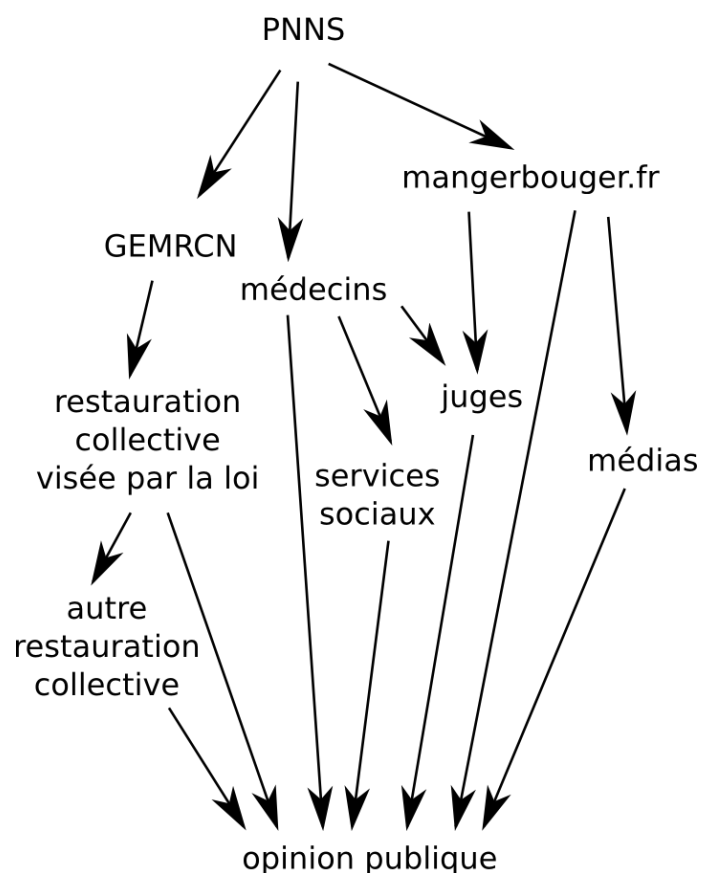 PNNS
mangerbouger.fr
GEMRCN
médecins
restauration
collective
visée par la loi
juges
services
sociaux
médias
autre
restauration
collective
opinion publique